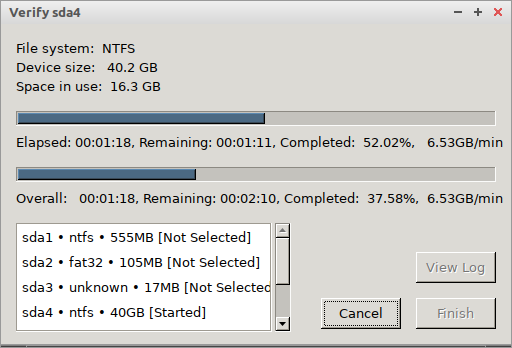 Verify sda4
File system: NTFS
Device size: 40.2 GB
Space in use: 16.3 GB
Elapsed: 00:01:18, Remaining: 00:01:11, Completed: 52.02%, 6.53GB/min
Overall: 00:01:18, Remaining: 00:02:10, Completed: 37.58%, 6.53GB/min
sda1 • ntfs • 555MB [Not Selected]
sda2 • fat32 • 105MB [Not Selected]
sda3 • unknown • 17MB [Not Selected
sda4 • ntfs • 40GB [Started]
View Log
Cancel
Finish